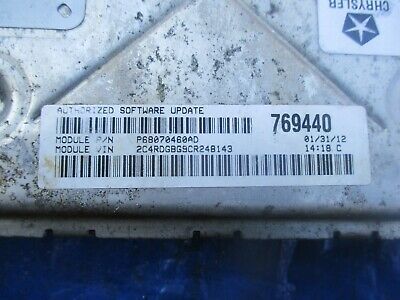 CHRYSLER
AUTHORIZED SOFTWARE UPDATE
769440
MODULE P/N P68070460AD 01/31/12
MODULE VIN 2C4RDGBG9CR248143 14:18 C